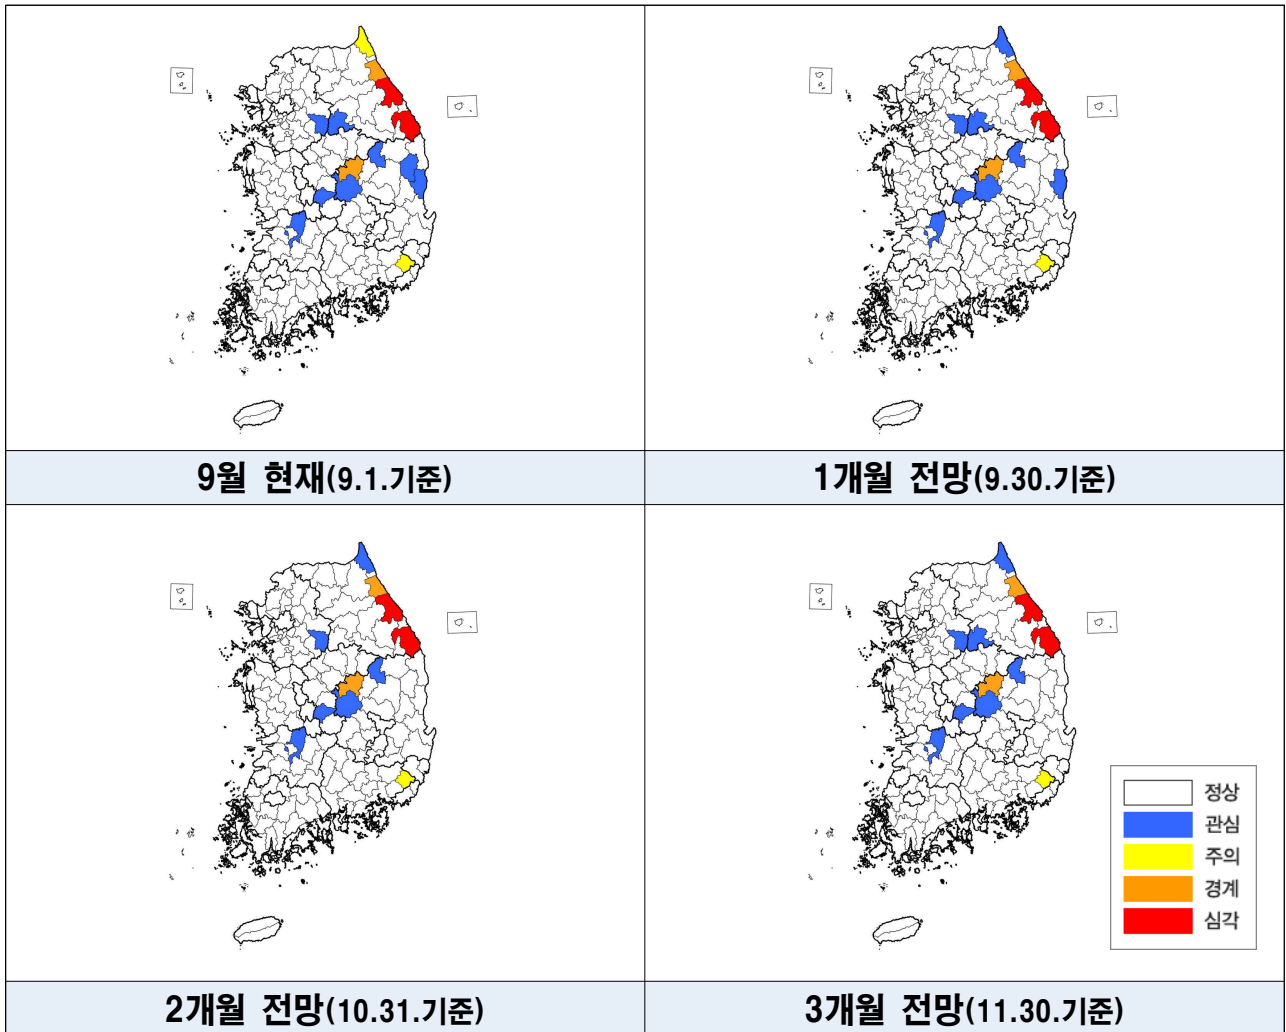 9월 현재(9.1.기준)
1개월 전망(9.30.기준)
정상
관심
주의
경계
심각
2개월 전망(10.31.기준)
3개월 전망(11.30.기준)